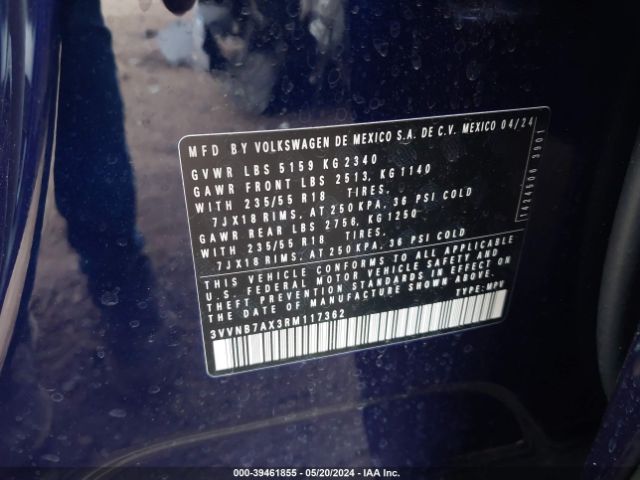 MFD BY VOLKSWAGEN DE MEXICO S.A. DE C.V. MEXICO 04/24
GVWR LBS 5159 KG 2340
GAWR FRONT LBS 2513, KG 1140
WITH 235/55 R18 TIRES.
7JX18 RIMS, AT 250 KPA, 36 PSI COLD
GAWR REAR LBS 2756, KG 1250
WITH 235/55 R18 TIRES.
7JX18 RIMS, AT 250 KPA, 36 PSI COLD
THIS VEHICLE CONFORMS TO ALL APPLICABLE
U.S. FEDERAL MOTOR VEHICLE SAFETY AND
THEFT PREVENTION STANDARDS IN EFFECT ON THE
DATE OF MANUFACTURE SHOWN ABOVE.
3VVNB7AX3RM117362 TYPE: MPV
3901
000-39461855 - 05/20/2024 - IAA Inc.